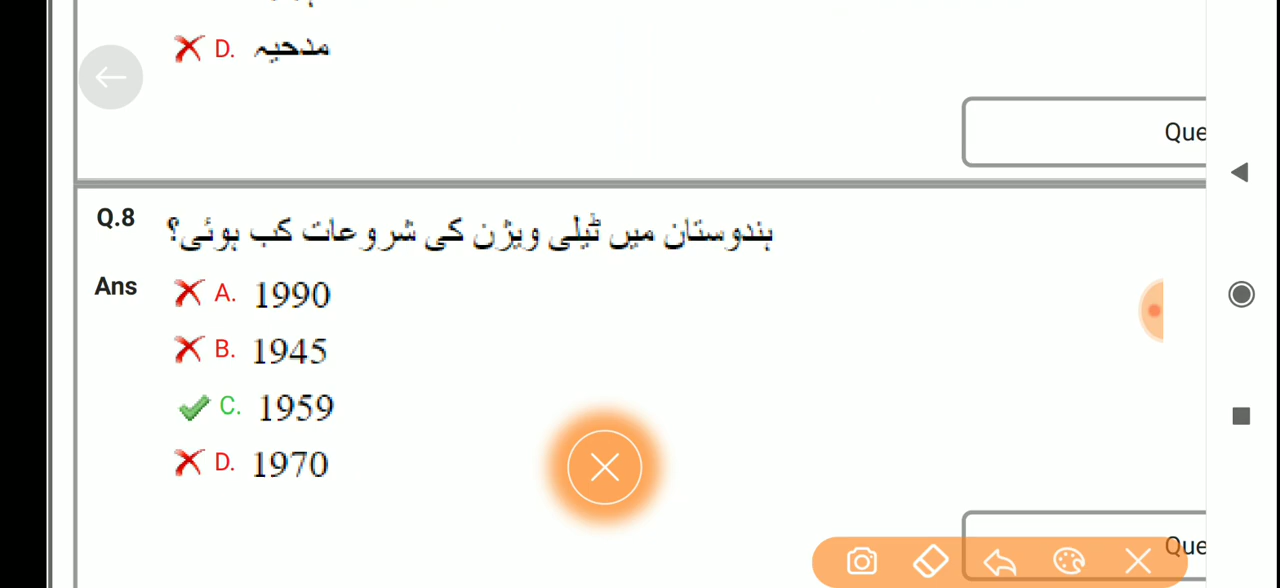 D. مدحیہ
Que
Q.8 ہندوستان میں ٹیلی ویژن کی شروعات کب ہوئی؟
Ans A. 1990
B. 1945
C. 1959
D. 1970
Que